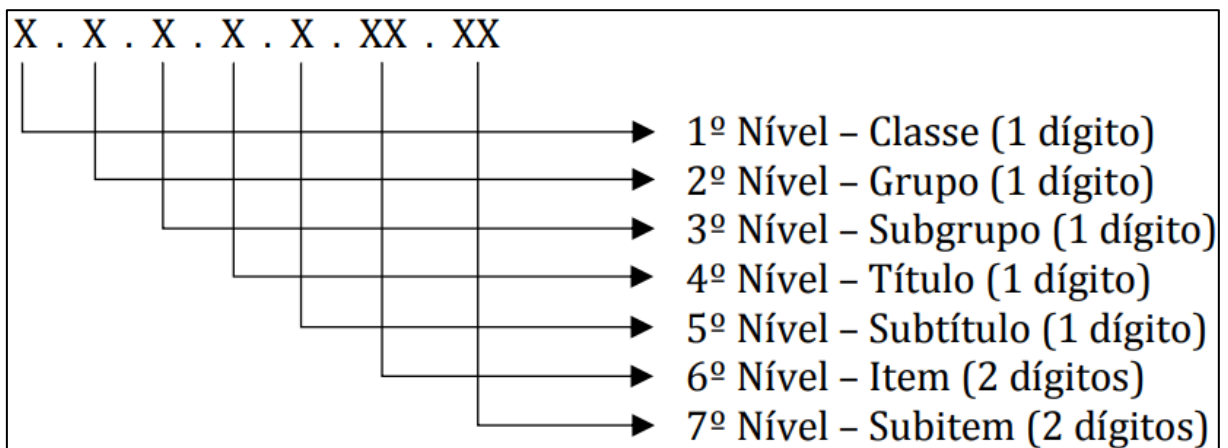 X . X . X . X . X . XX . XX
1º Nível – Classe (1 dígito)
2º Nível – Grupo (1 dígito)
3º Nível – Subgrupo (1 dígito)
4º Nível – Título (1 dígito)
5º Nível – Subtítulo (1 dígito)
6º Nível – Item (2 dígitos)
7º Nível – Subitem (2 dígitos)